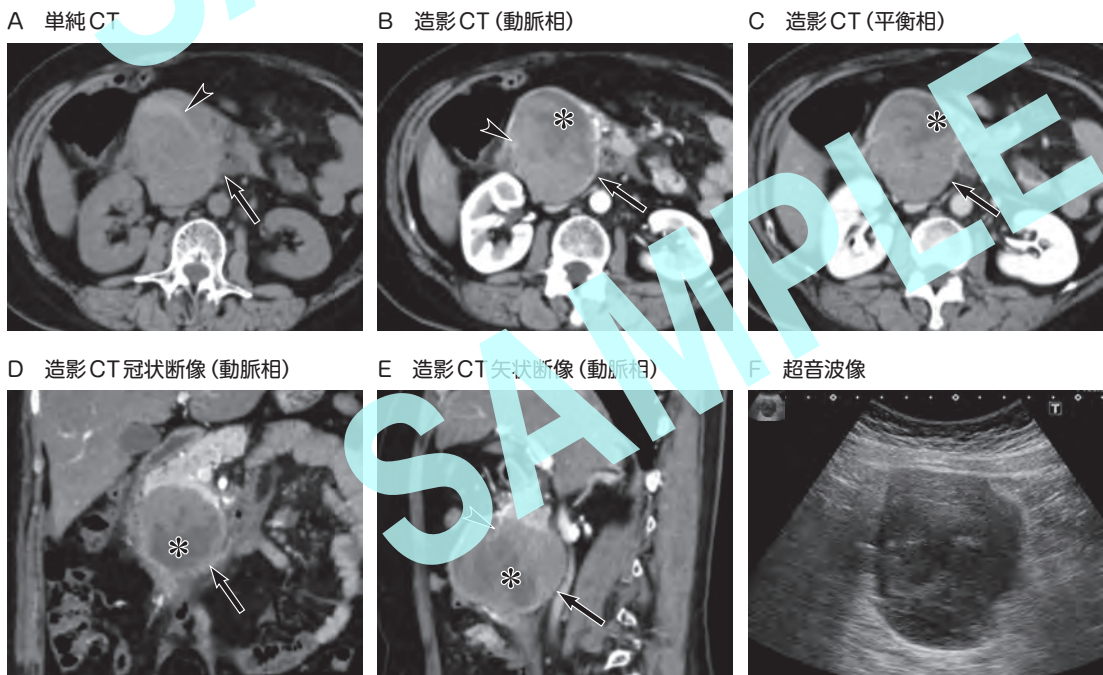 A 単純CT
B 造影CT(動脈相)
C 造影CT(平衡相)
D 造影CT冠状断像(動脈相)
E 造影CT矢状断像(動脈相)
F 超音波像
T
SAMPLE